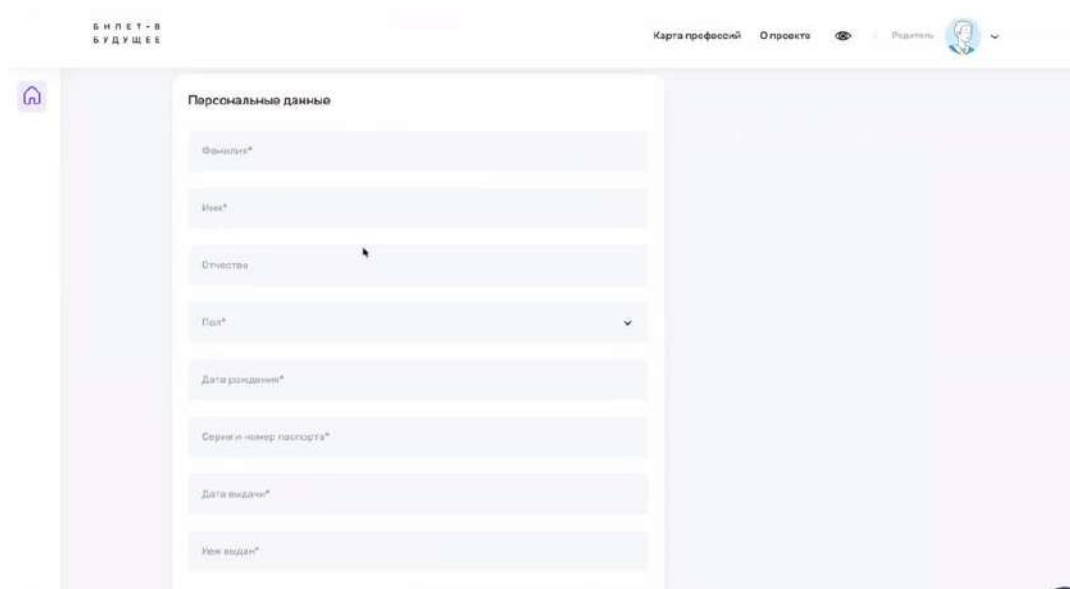 БИЛЕТ-В
БУДУЩЕЕ
Карта профессий О проекте Родитель
Персональные данные
Фамилия*
Имя*
Отчество
Пол*
Дата рождения*
Серия и номер паспорта*
Дата выдачи*
Кем выдан*